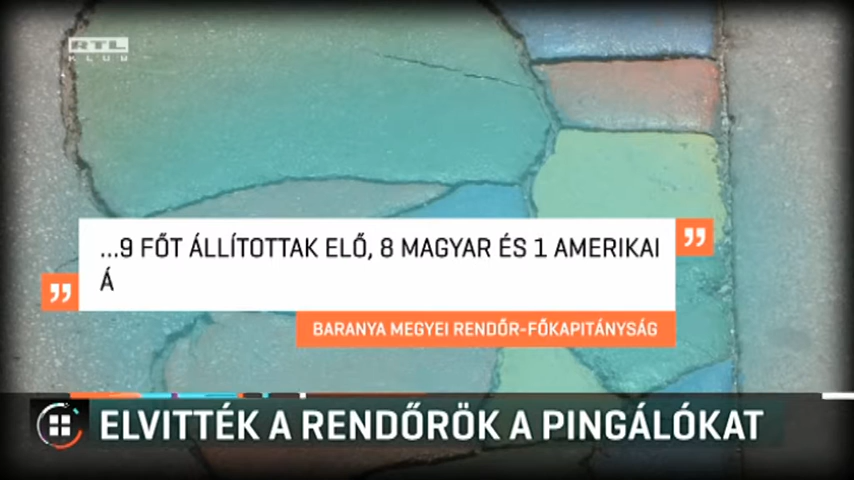 RTL
KLUB
...9 FŐT ÁLLÍTOTTAK ELŐ, 8 MAGYAR ÉS 1 AMERIKAI
Á
BARANYA MEGYEI RENDŐR-FŐKAPITÁNYSÁG
ELVITTÉK A RENDŐRÖK A PINGÁLÓKAT